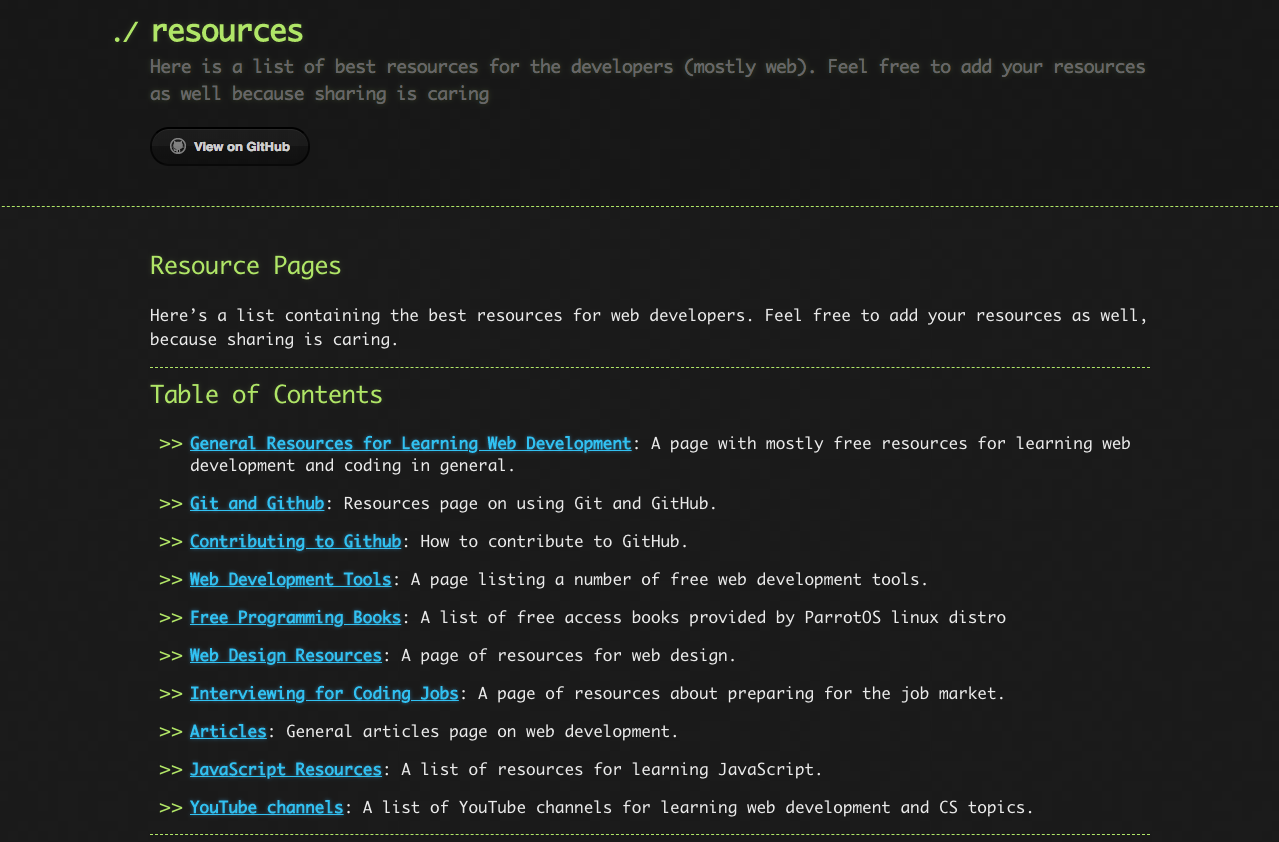 ./ resources
Here is a list of best resources for the developers (mostly web). Feel free to add your resources
as well because sharing is caring
View on GitHub
Resource Pages
Here’s a list containing the best resources for web developers. Feel free to add your resources as well,
because sharing is caring.
Table of Contents
>> General Resources for Learning Web Development: A page with mostly free resources for learning web
development and coding in general.
>> Git and Github: Resources page on using Git and GitHub.
>> Contributing to Github: How to contribute to GitHub.
>> Web Development Tools: A page listing a number of free web development tools.
>> Free Programming Books: A list of free access books provided by ParrotOS linux distro
>> Web Design Resources: A page of resources for web design.
>> Interviewing for Coding Jobs: A page of resources about preparing for the job market.
>> Articles: General articles page on web development.
>> JavaScript Resources: A list of resources for learning JavaScript.
>> YouTube channels: A list of YouTube channels for learning web development and CS topics.